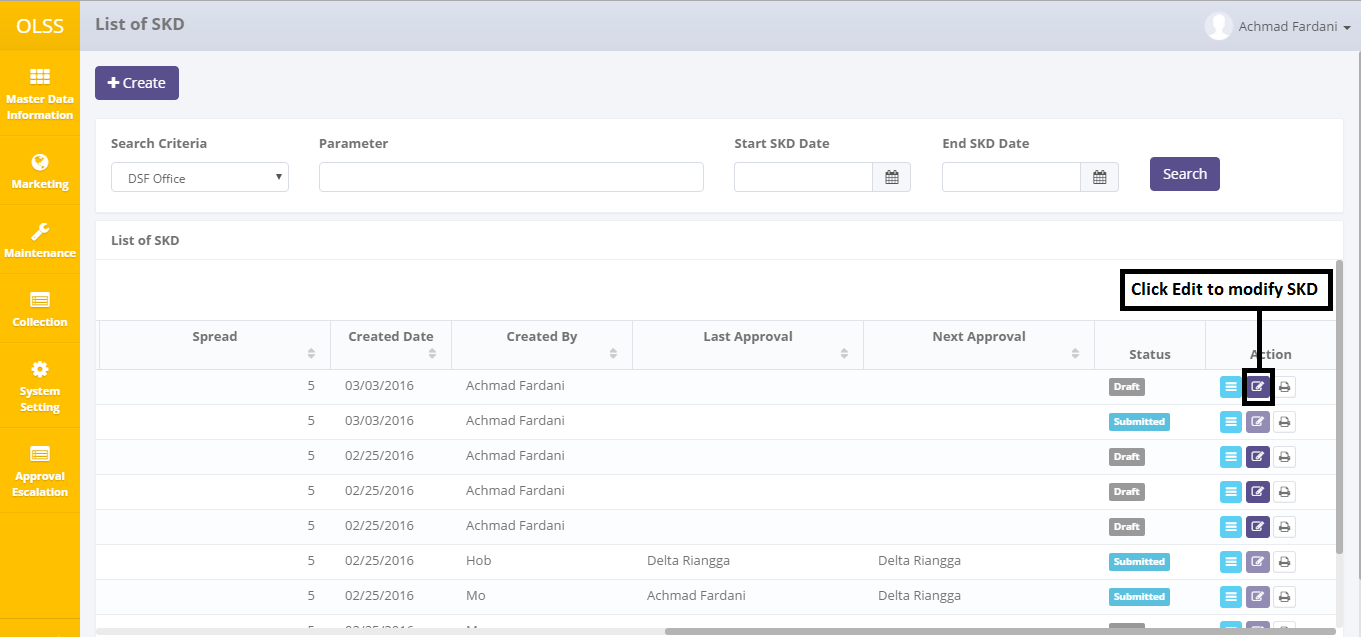 OLSS
List of SKD
Achmad Fardani
Master Data
Information
Marketing
Maintenance
Collection
System
Setting
Approval
Escalation
Create
Search Criteria
Parameter
Start SKD Date
End SKD Date
DSF Office
Search
List of SKD
Click Edit to modify SKD
Spread Created Date Created By Last Approval Next Approval Status Action
5 03/03/2016 Achmad Fardani Draft
5 03/03/2016 Achmad Fardani Submitted
5 02/25/2016 Achmad Fardani Draft
5 02/25/2016 Achmad Fardani Draft
5 02/25/2016 Achmad Fardani Draft
5 02/25/2016 Hob Delta Riangga Delta Riangga Submitted
5 02/25/2016 Mo Achmad Fardani Delta Riangga Submitted